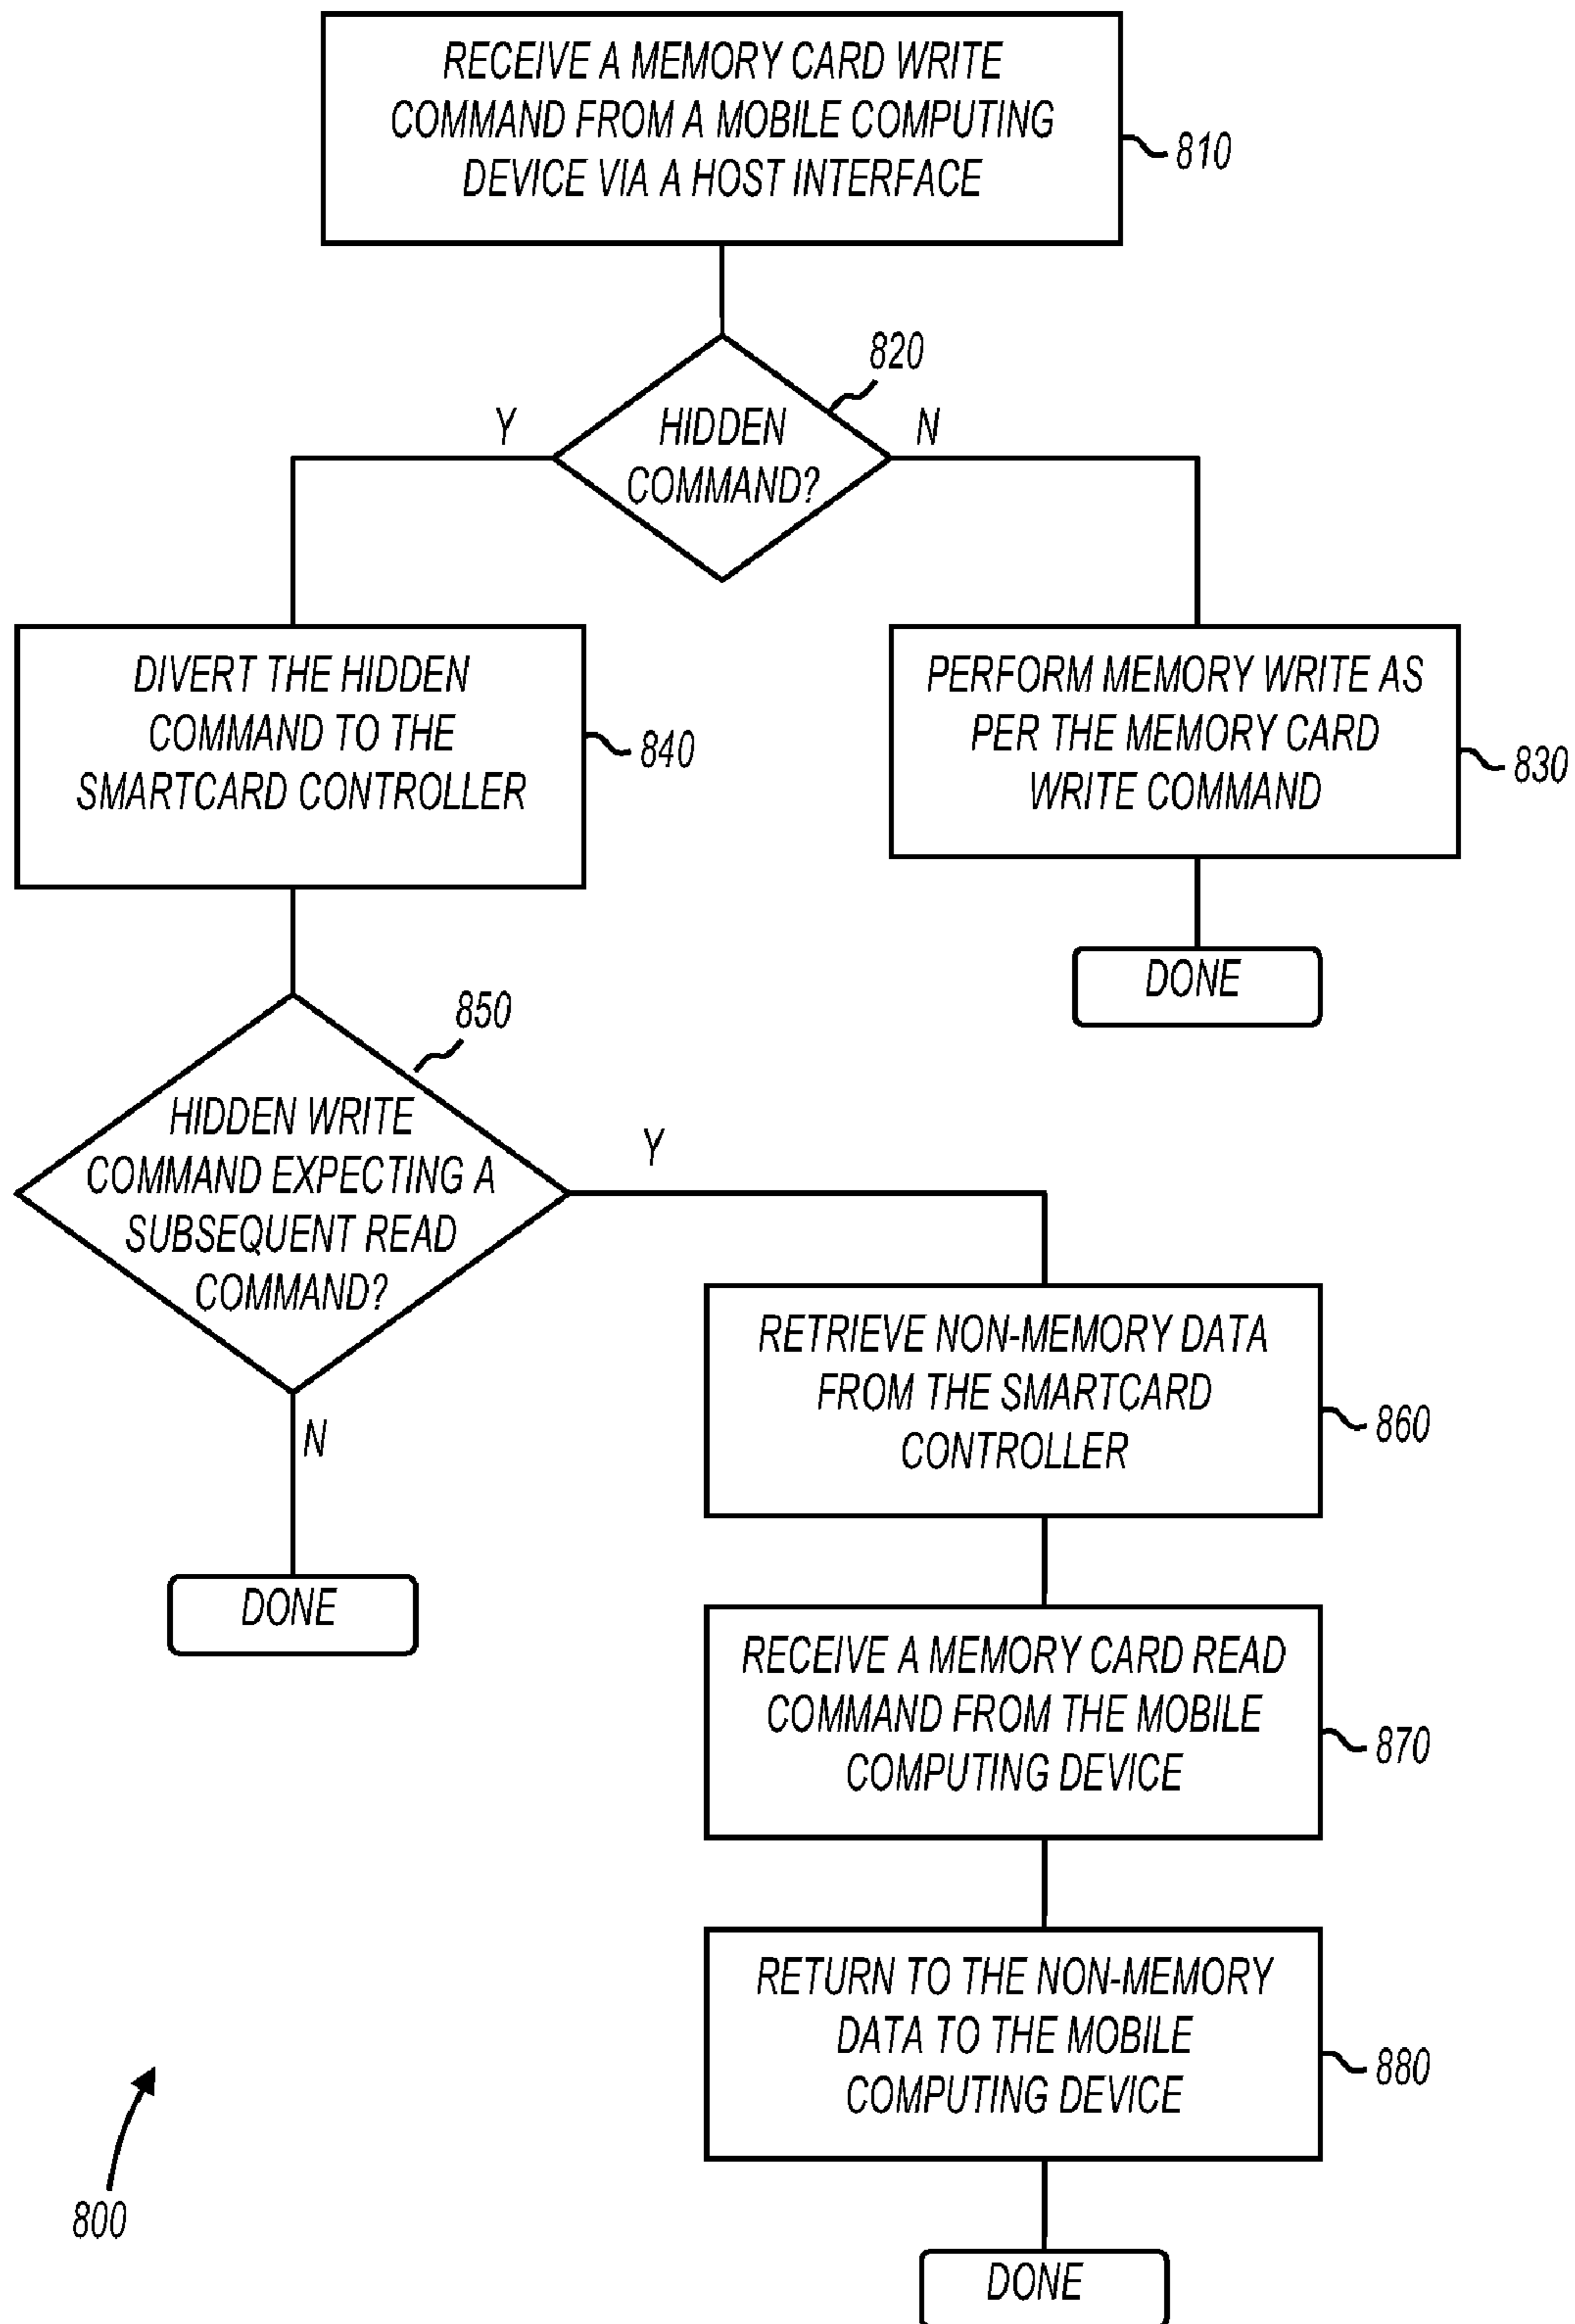 RECEIVE A MEMORY CARD WRITE
COMMAND FROM A MOBILE COMPUTING
DEVICE VIA A HOST INTERFACE
810
820
Y
HIDDEN
COMMAND?
N
DIVERT THE HIDDEN
COMMAND TO THE
SMARTCARD CONTROLLER
840
PERFORM MEMORY WRITE AS
PER THE MEMORY CARD
WRITE COMMAND
830
DONE
850
HIDDEN WRITE
COMMAND EXPECTING A
SUBSEQUENT READ
COMMAND?
Y
N
DONE
RETRIEVE NON-MEMORY DATA
FROM THE SMARTCARD
CONTROLLER
860
RECEIVE A MEMORY CARD READ
COMMAND FROM THE MOBILE
COMPUTING DEVICE
870
RETURN TO THE NON-MEMORY
DATA TO THE MOBILE
COMPUTING DEVICE
880
800
DONE